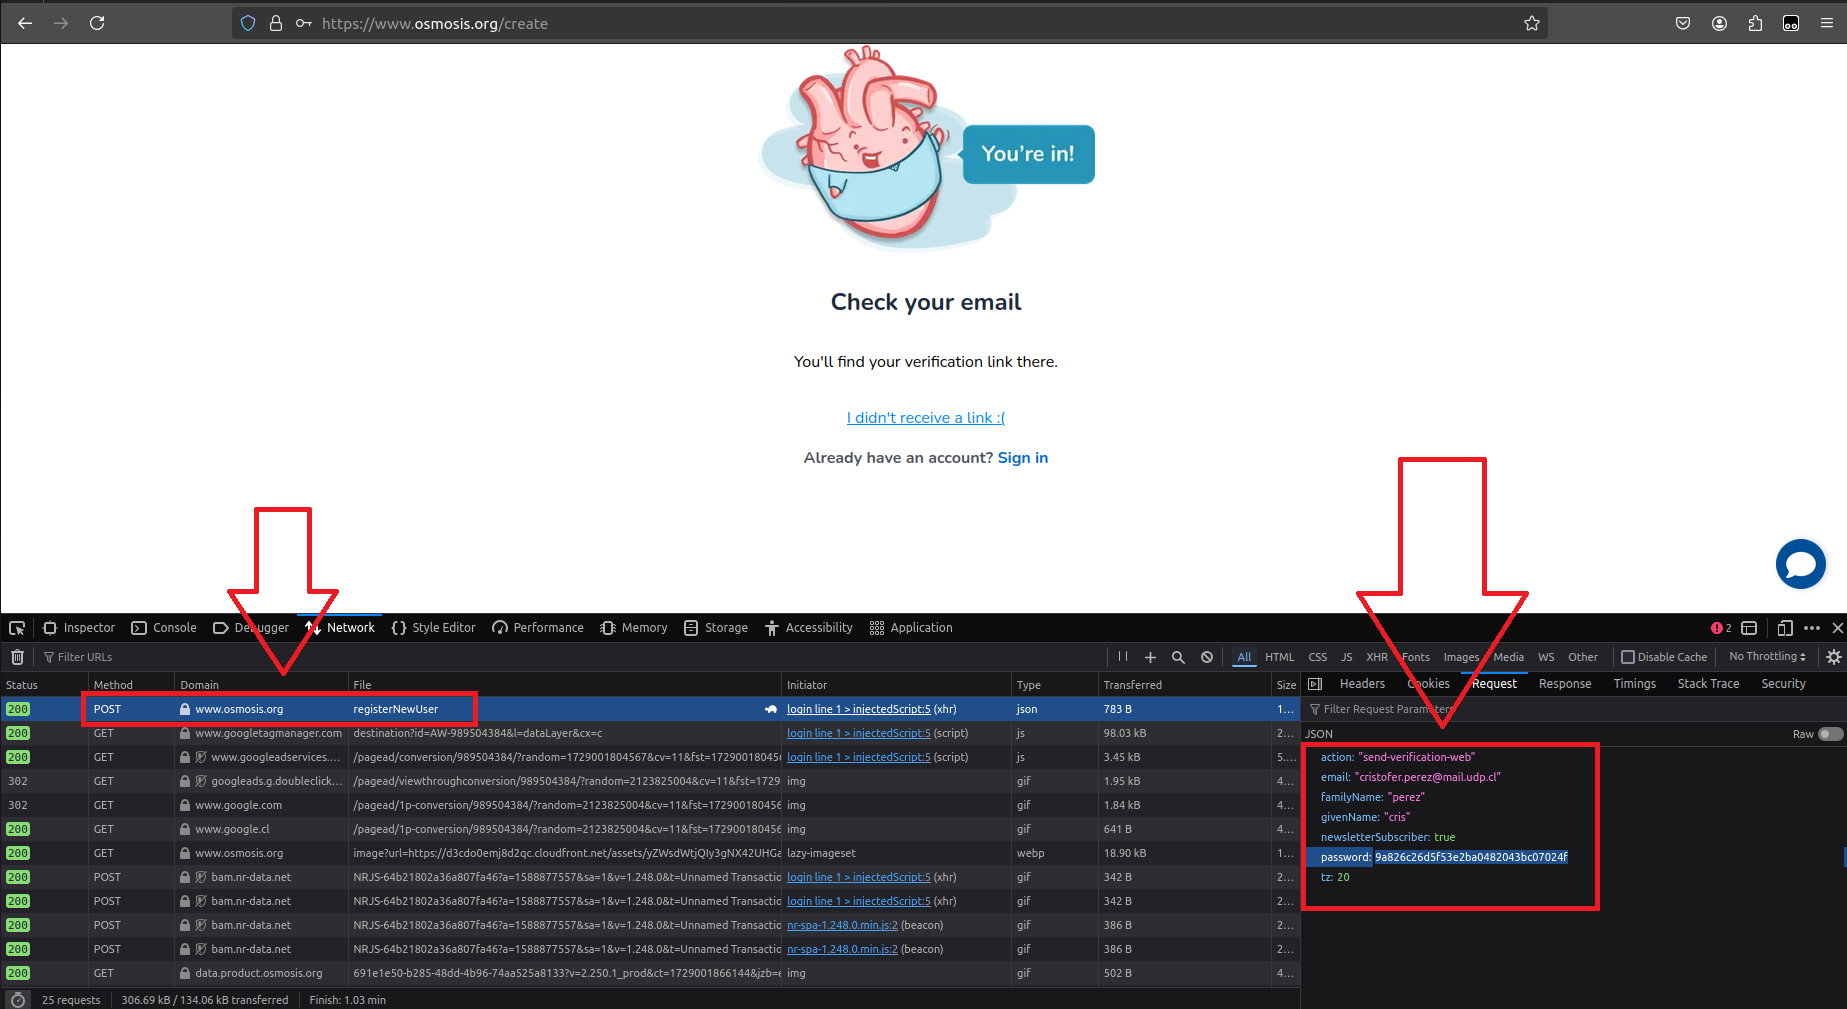 https://www.osmosis.org/create
You're in!
Check your email
You'll find your verification link there.
I didn't receive a link :(
Already have an account? Sign in
Inspector Console Debugger Network Style Editor Performance Memory Storage Accessibility Application 2
Filter URLs All HTML CSS JS XHR Fonts Images Media WS Other Disable Cache No Throttling
Status Method Domain File Initiator Type Transferred Size
Headers Cookies Request Response Timings Stack Trace Security
200 POST www.osmosis.org registerNewUser login line 1 > injectedScript:5 (xhr) json 783 B 1...
200 GET www.googletagmanager.com destination?id=AW-989504384&l=dataLayer&cx=c login line 1 > injectedScript:5 (script) js 98.03 kB 2...
200 GET www.googleadservices.... /pagead/conversion/989504384/?random=1729001804567&cv=11&fst=17290018045 login line 1 > injectedScript:5 (script) js 3.45 kB 5....
302 GET googleads.g.doubleclick... /pagead/viewthroughconversion/989504384/?random=2123825004&cv=11&fst=1729 img gif 1.95 kB 4...
302 GET www.google.com /pagead/1p-conversion/989504384/?random=2123825004&cv=11&fst=172900180456 img gif 1.84 kB 4...
200 GET www.google.cl /pagead/1p-conversion/989504384/?random=2123825004&cv=11&fst=172900180456 img gif 641 B 4...
200 GET www.osmosis.org image?url=https://d3cdo0emj8d2qc.cloudfront.net/assets/yZWsdWtjQIy3gNX42UHGa lazy-imageset webp 18.90 kB 1...
200 POST bam.nr-data.net NRJS-64b21802a36a807fa46?a=1588877557&sa=1&v=1.248.0&t=Unnamed Transactio login line 1 > injectedScript:5 (xhr) gif 342 B 2...
200 POST bam.nr-data.net NRJS-64b21802a36a807fa46?a=1588877557&sa=1&v=1.248.0&t=Unnamed Transactio login line 1 > injectedScript:5 (xhr) gif 342 B 2...
200 POST bam.nr-data.net NRJS-64b21802a36a807fa46?a=1588877557&sa=1&v=1.248.0&t=Unnamed Transactio nr-spa-1.248.0.min.js:2 (beacon) gif 386 B 2...
200 POST bam.nr-data.net NRJS-64b21802a36a807fa46?a=1588877557&sa=1&v=1.248.0&t=Unnamed Transactio nr-spa-1.248.0.min.js:2 (beacon) gif 386 B 2...
200 GET data.product.osmosis.org 691e1e50-b285-48dd-4b96-74aa525a8133?v=2.250.1_prod&ct=1729001866144&jzb=e img gif 502 B 4...
Filter Request Parameters
JSON Raw
action: "send-verification-web"
email: "cristofer.perez@mail.udp.cl"
familyName: "perez"
givenName: "cris"
newsletterSubscriber: true
password: 9a826c26d5f53e2ba0482043bc07024f
tz: 20
25 requests 306.69 kB / 134.06 kB transferred Finish: 1.03 min